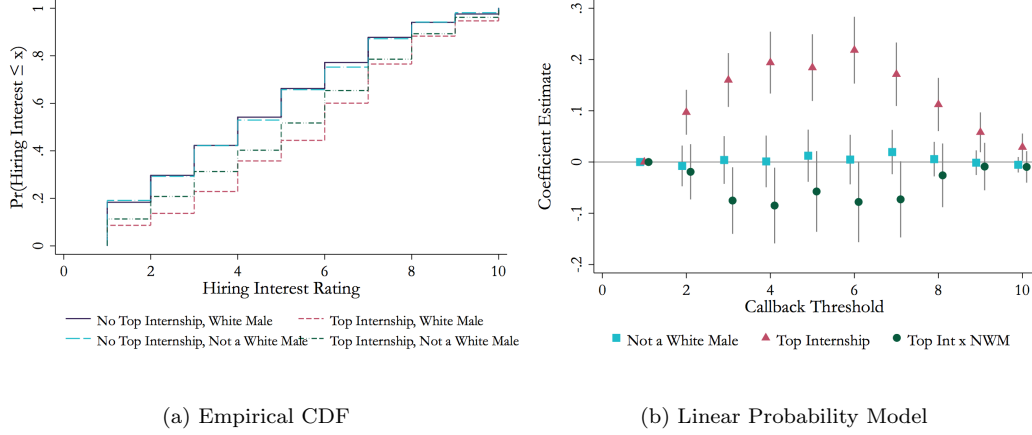 Pr(Hiring Interest ≤ x)
1
.8
.6
.4
.2
0
0
2
4
6
8
10
Hiring Interest Rating
No Top Internship, White Male
Top Internship, White Male
No Top Internship, Not a White Male
Top Internship, Not a White Male
(a) Empirical CDF
Coefficient Estimate
.3
.2
.1
0
-.1
-.2
0
2
4
6
8
10
Callback Threshold
Not a White Male
Top Internship
Top Int x NWM
(b) Linear Probability Model